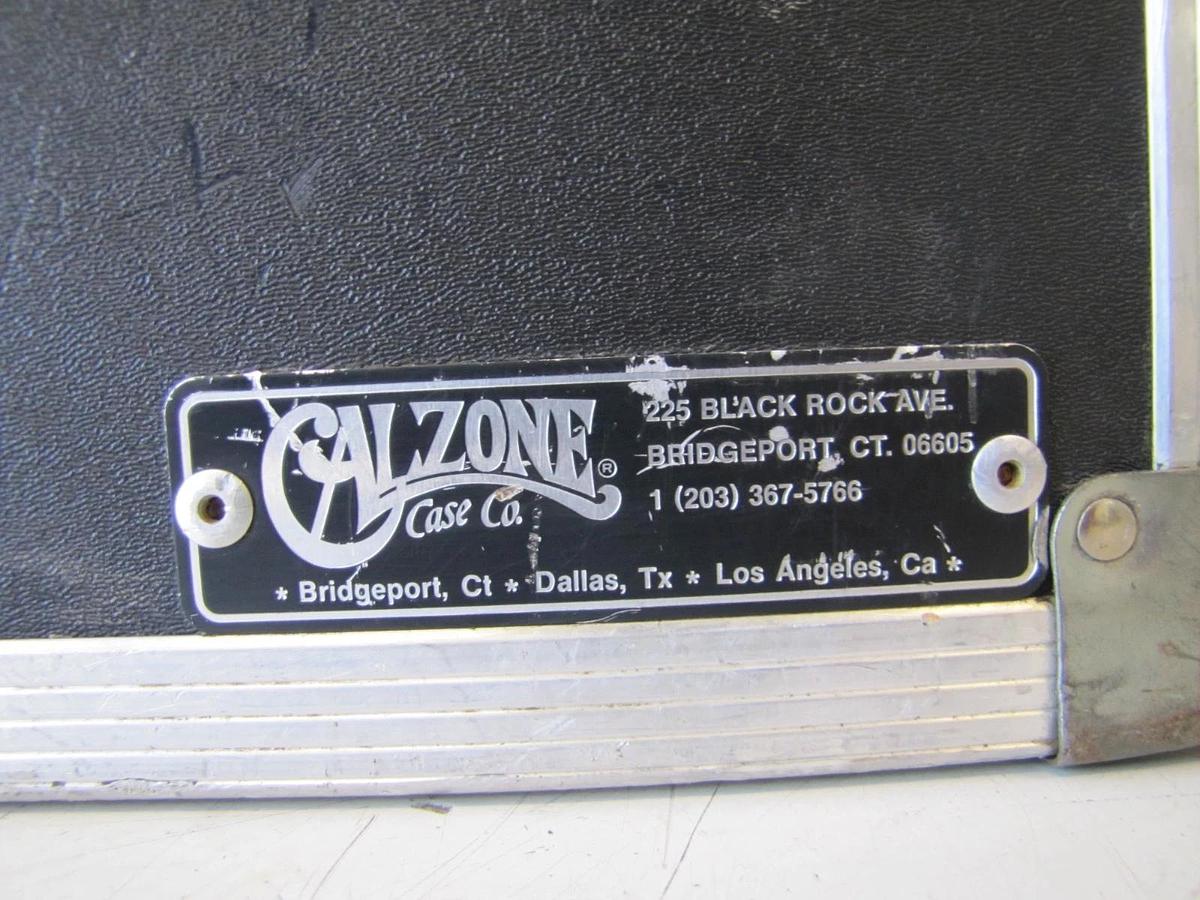 CALZONE®
Case Co.
225 BLACK ROCK AVE.
BRIDGEPORT, CT. 06605
1 (203) 367-5766
* Bridgeport, Ct * Dallas, Tx * Los Angeles, Ca *